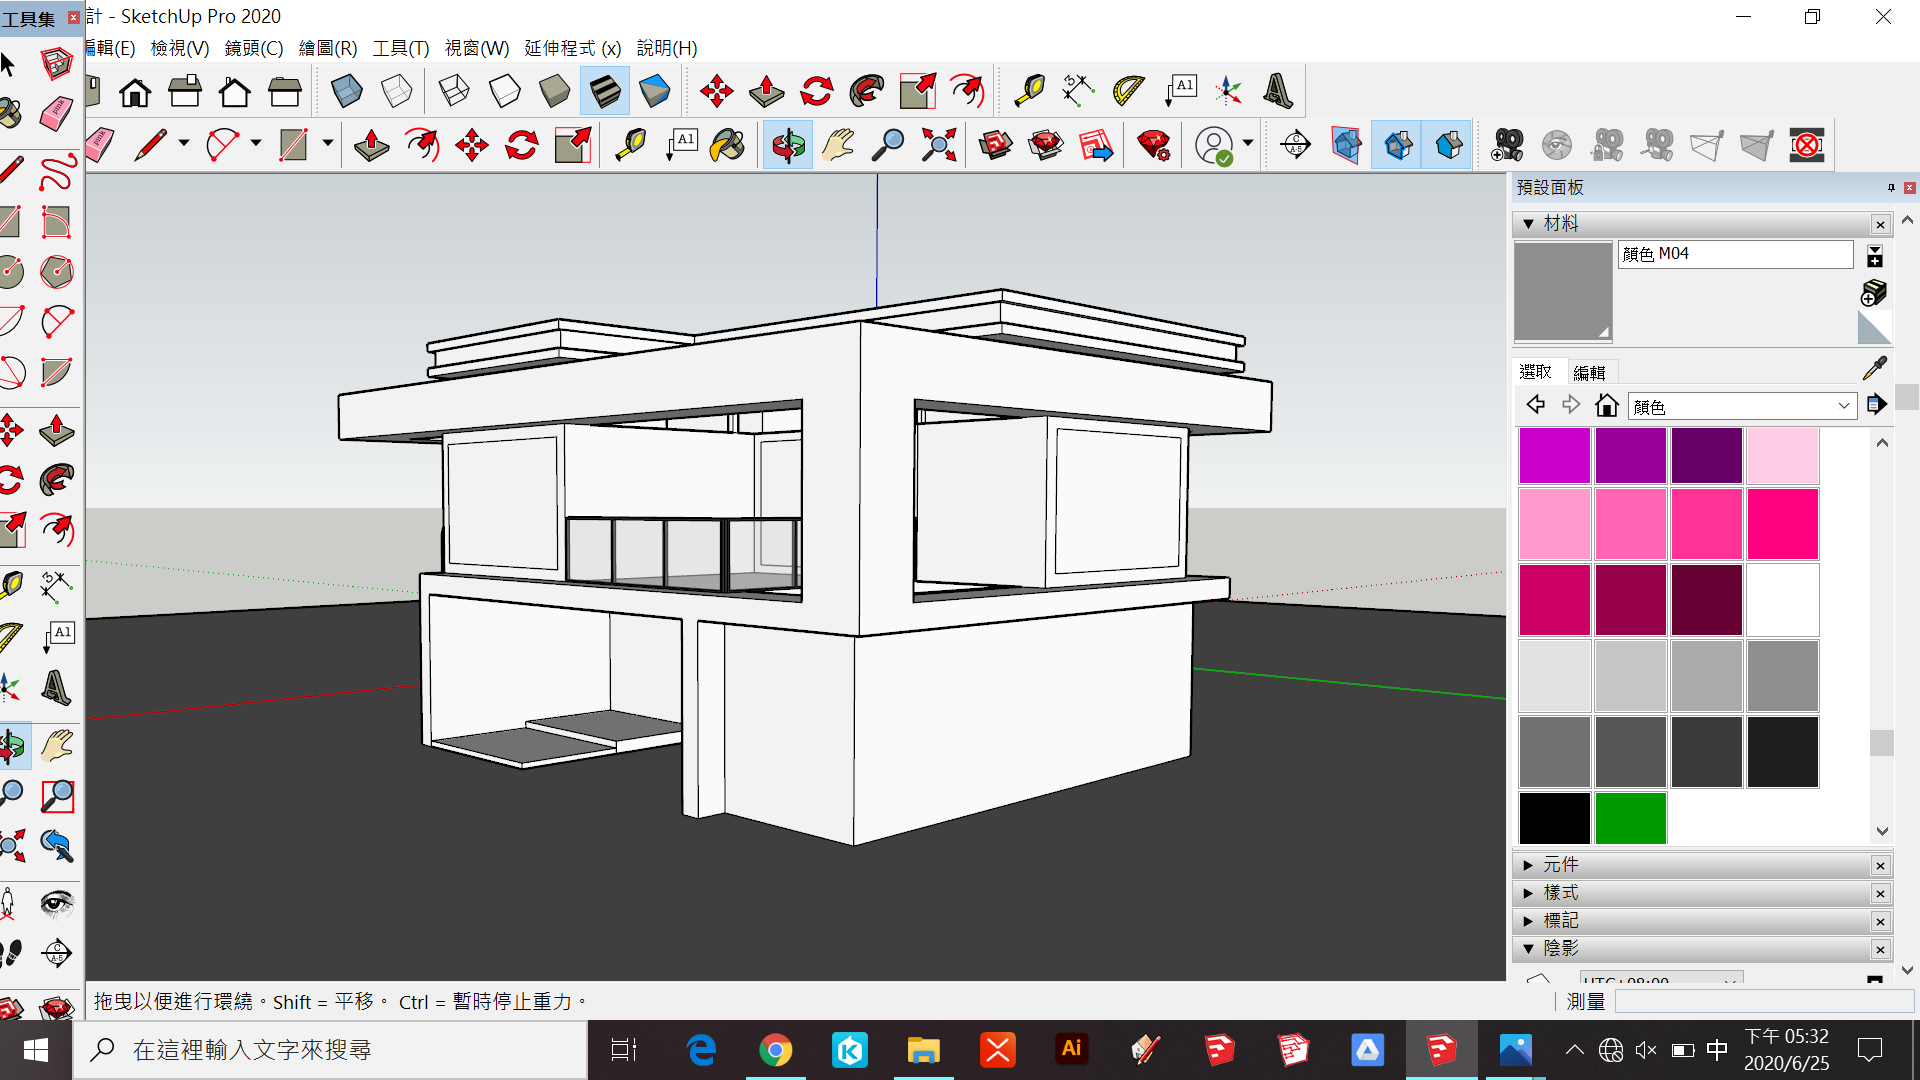 計 - SketchUp Pro 2020
工具集
編輯(E) 檢視(V) 鏡頭(C) 繪圖(R) 工具(T) 視窗(W) 延伸程式 (x) 說明(H)
預設面板
材料
顏色 M04
選取
編輯
顏色
元件
樣式
標記
陰影
UTC+08:00
拖曳以便進行環繞。Shift = 平移。 Ctrl = 暫時停止重力。
測量
在這裡輸入文字來搜尋
Ai
中
下午 05:32
2020/6/25